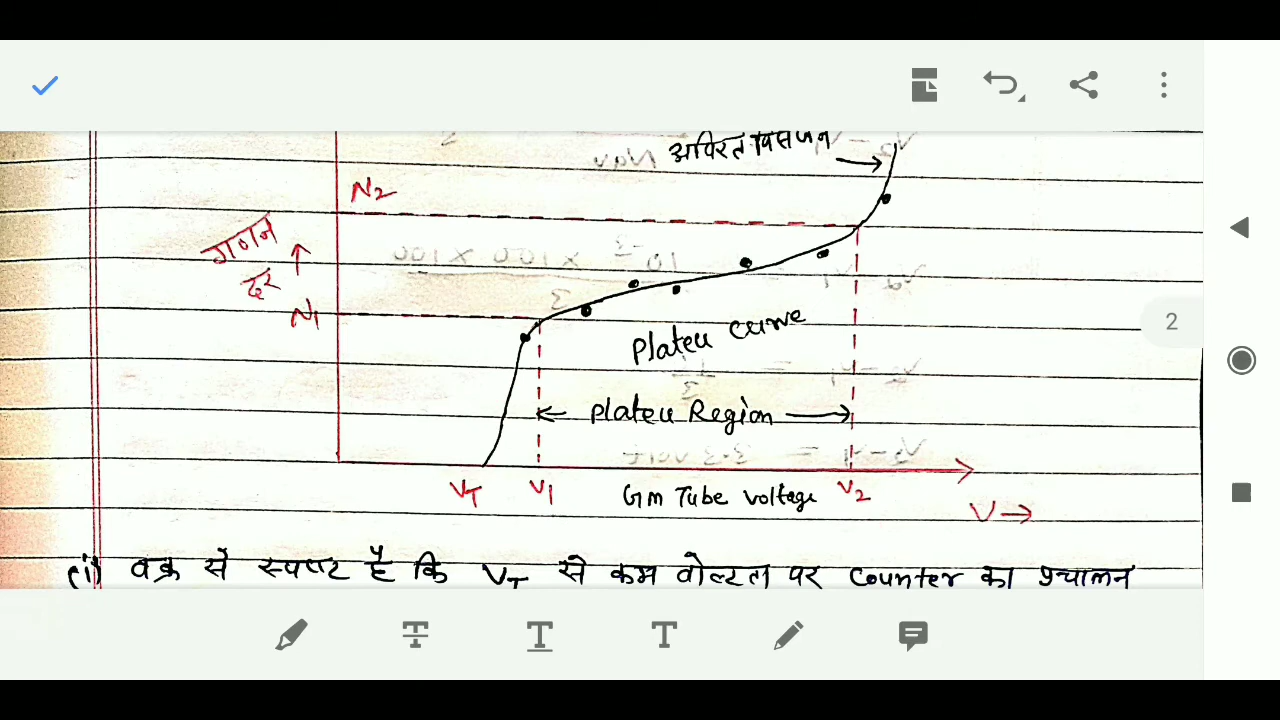 अविरत विसर्जन
N2
गणन
दर
N1
Plateu curve
Plateu Region
VT V1 Gm Tube voltage V2
V→
2
(i) वक्र से स्पष्ट है कि VT से कम वोल्टता पर Counter का श्चालन